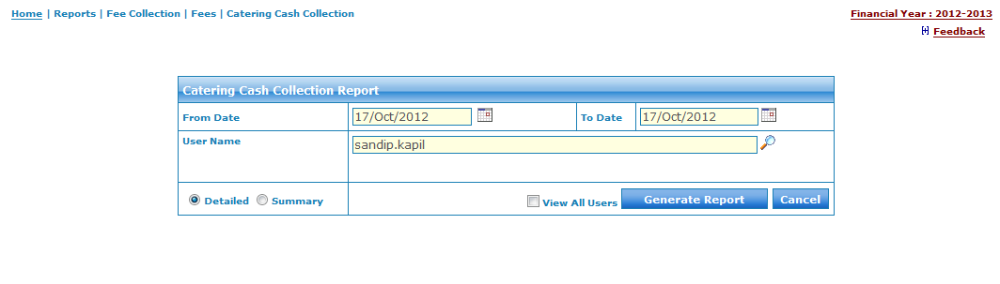 Home | Reports | Fee Collection | Fees | Catering Cash Collection
Financial Year : 2012-2013
Feedback
Catering Cash Collection Report
From Date 17/Oct/2012 To Date 17/Oct/2012
User Name sandip.kapil
Detailed Summary View All Users Generate Report Cancel